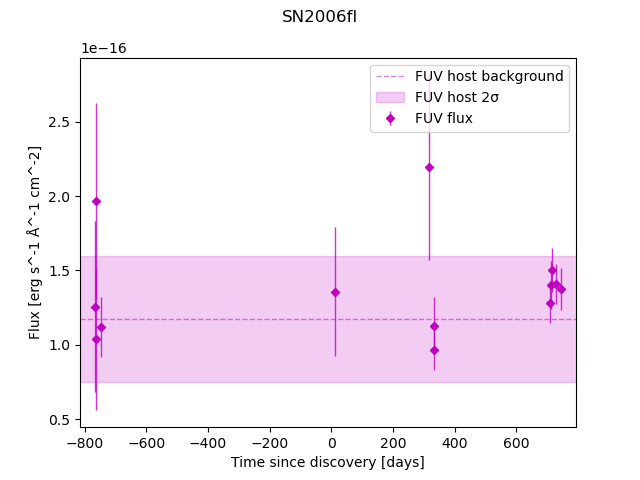 SN2006fl
1e−16
FUV host background
FUV host 2σ
FUV flux
2.5
2.0
1.5
1.0
0.5
Flux [erg s^-1 Å^-1 cm^-2]
−800 −600 −400 −200 0 200 400 600
Time since discovery [days]